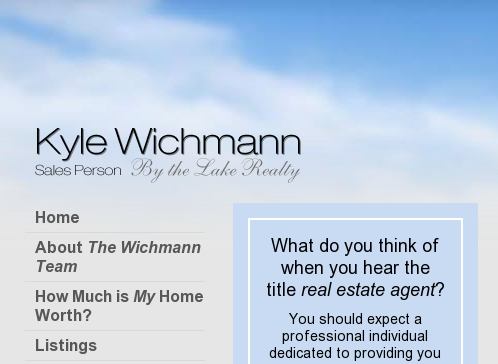 Kyle Wichmann
Sales Person By the Lake Realty
Home
About The Wichmann
Team
How Much is My Home
Worth?
Listings
What do you think of
when you hear the
title real estate agent?
You should expect a
professional individual
dedicated to providing you